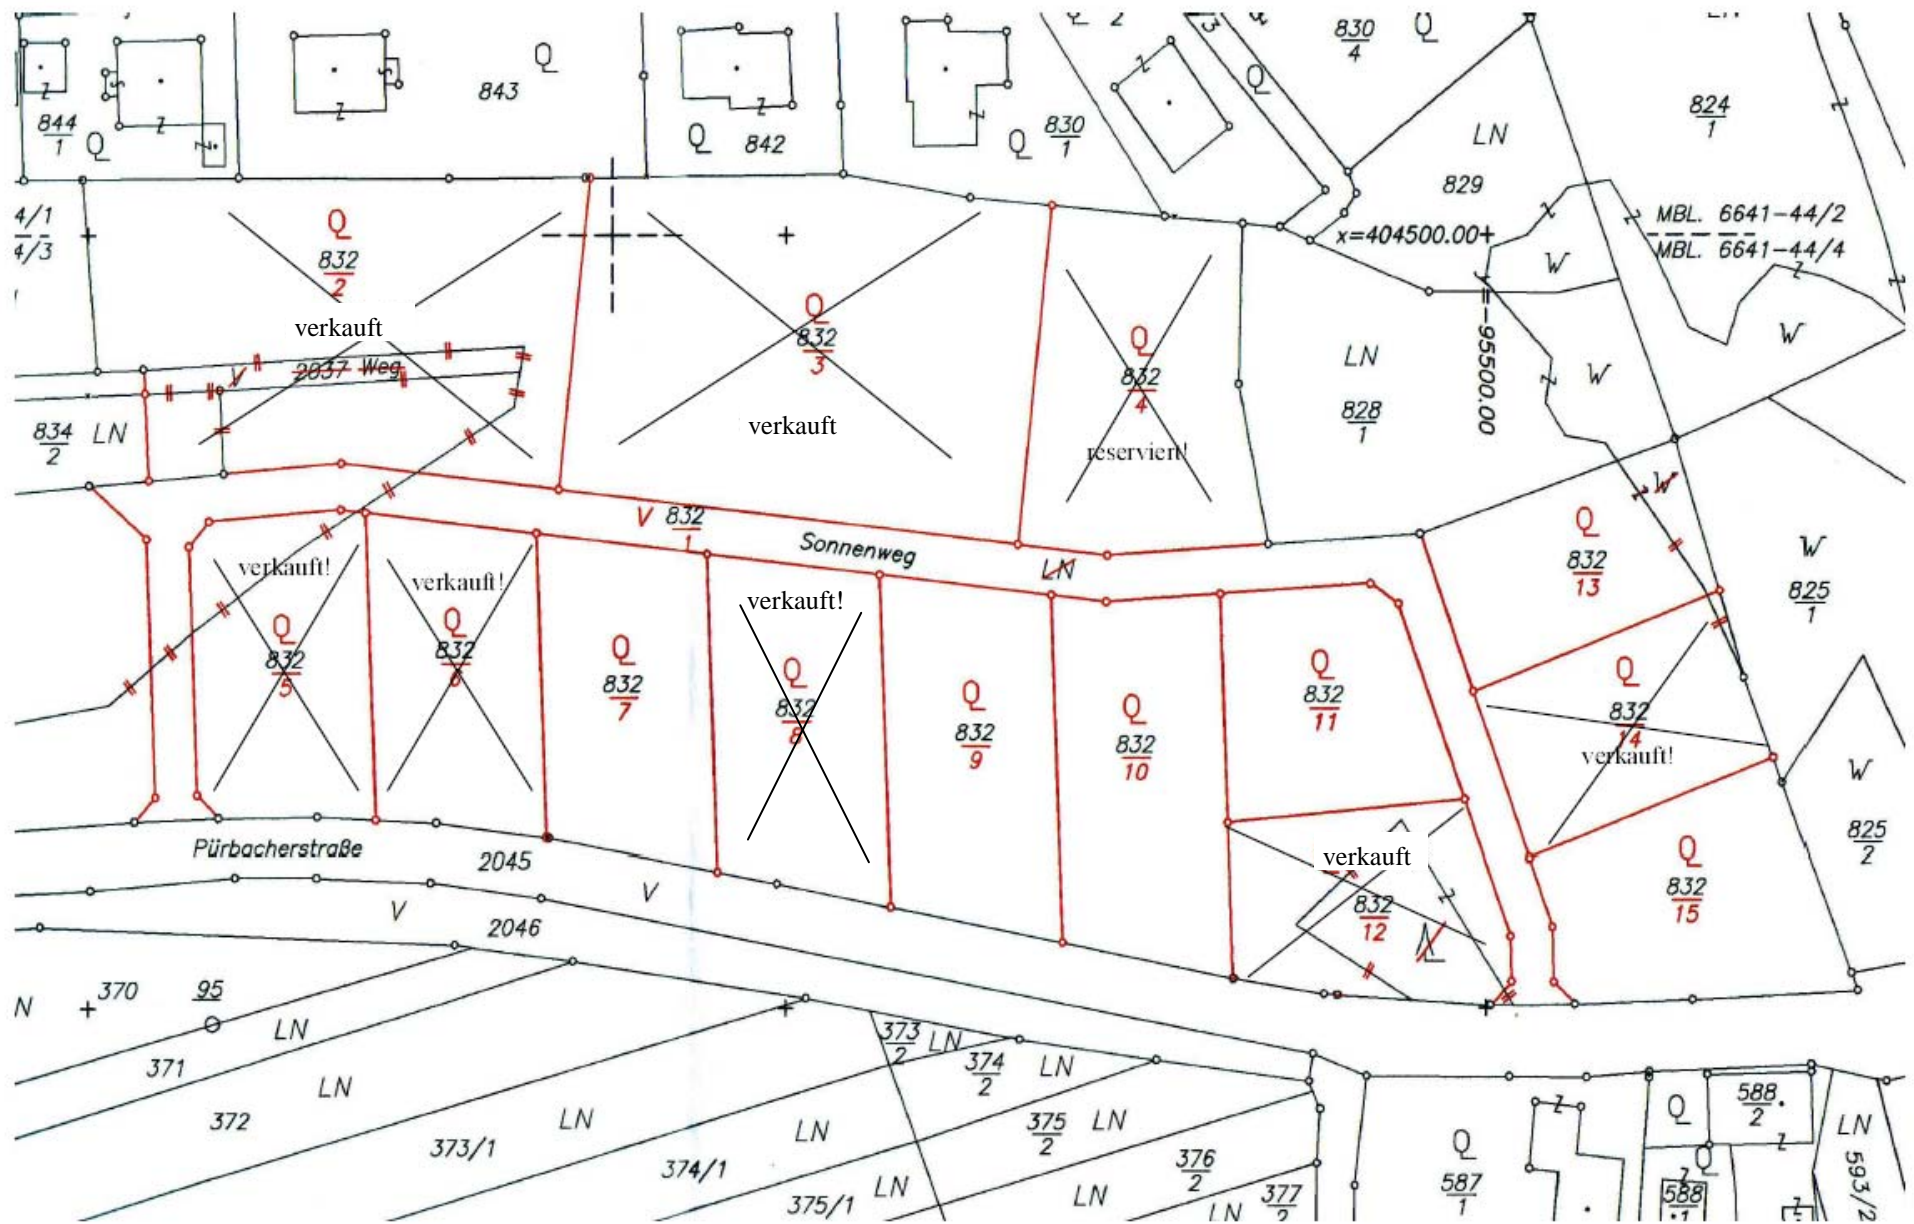 Q
2
3
830
4
Q
Q
843
Q
824
1
844
1
Q
Q
842
Q
830
1
LN
829
4/1
4/3
Q
832
2
verkauft
x=404500.00+
MBL. 6641-44/2
MBL. 6641-44/4
W
W
Q
832
3
verkauft
Q
832
4
reserviert!
LN
828
1
-95500.00
W
2037 Weg
V
834
2
LN
V
832
1
Sonnenweg
LN
W
Q
832
13
W
825
1
verkauft!
Q
832
5
verkauft!
Q
832
6
Q
832
7
verkauft!
Q
832
8
Q
832
9
Q
832
10
Q
832
11
Q
832
14
verkauft!
W
825
2
verkauft
832
12
Q
832
15
Pürbacherstraße
2045
V
V
2046
N
370
95
371
LN
372
LN
373/1
LN
374/1
LN
375/1
LN
373
2
LN
374
2
LN
375
2
LN
376
2
LN
377
2
LN
Q
587
1
Q
588
2
Q
588
1
LN
593/2